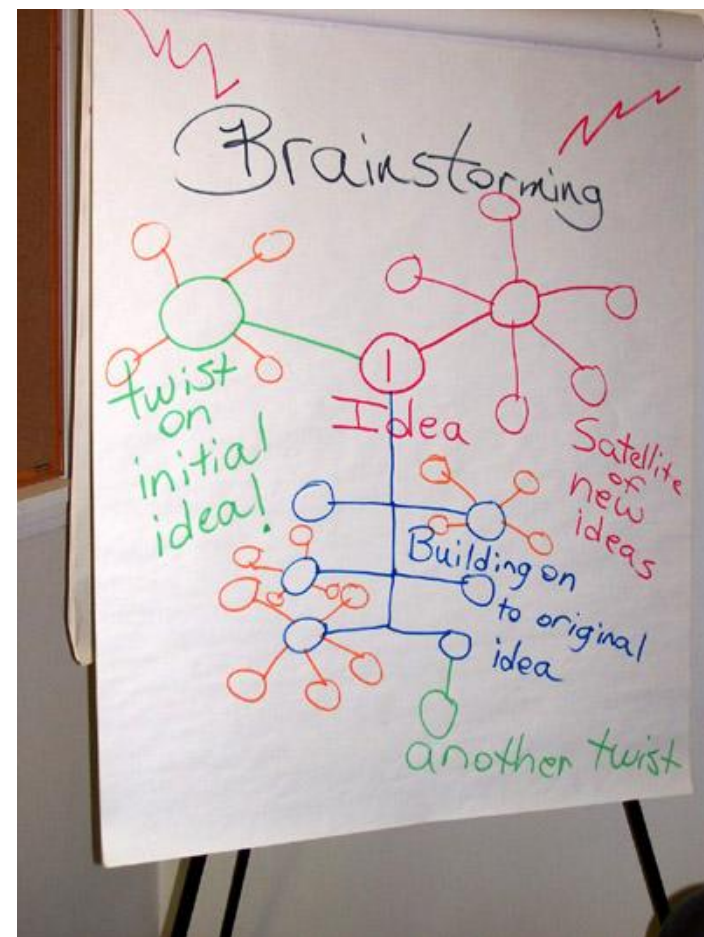 Brainstorming
1
Idea
twist
on
initial
idea!
Satellite
of
new
ideas
Building on
to original
idea
another twist